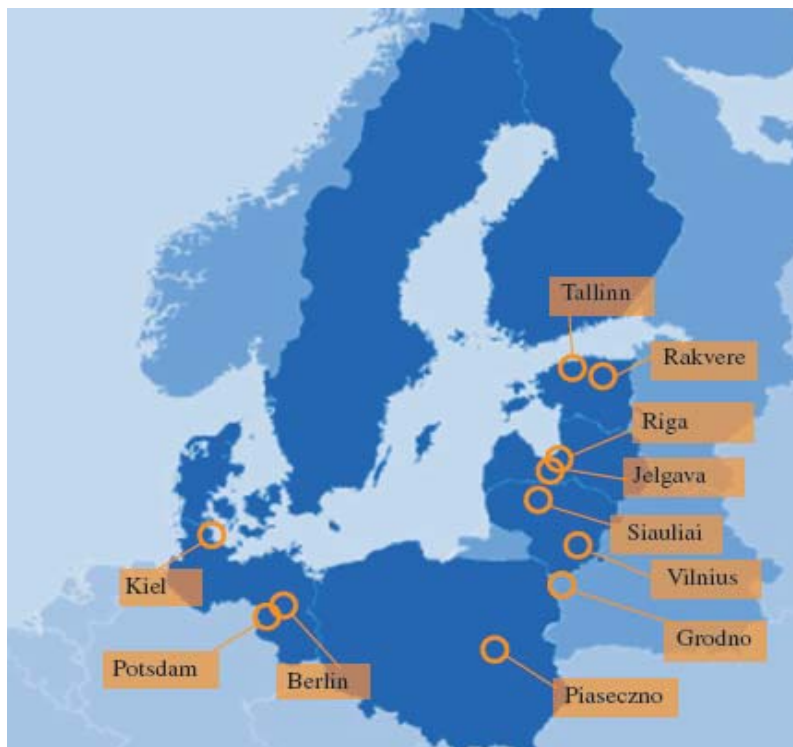 Tallinn
Rakvere
Riga
Jelgava
Siauliai
Vilnius
Kiel
Grodno
Potsdam
Berlin
Piaseczno